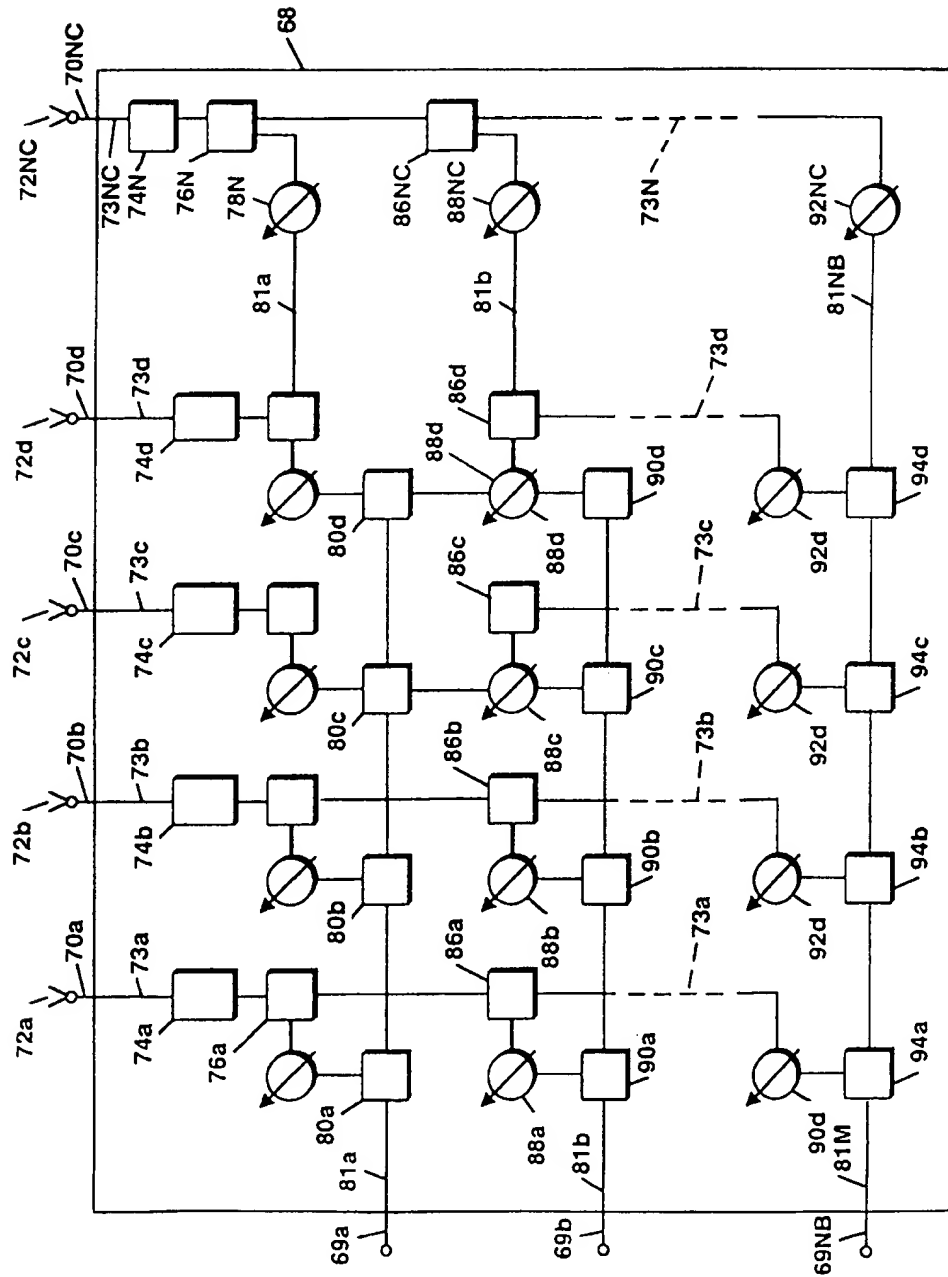 72a
70a
73a
72b
70b
73b
72c
70c
73c
72d
70d
73d
72NC
70NC
68
73NC
74N
76N
78N
74a
74b
74c
74d
76a
81a
80a
80b
80c
80d
81a
69a
86a
86b
86c
88d
86d
81b
86NC
88NC
88a
88b
88c
88d
81b
69b
90a
90b
90c
90d
73a
73b
73c
73d
73N
90d
92d
92d
92d
92NC
81NB
81M
69NB
94a
94b
94c
94d